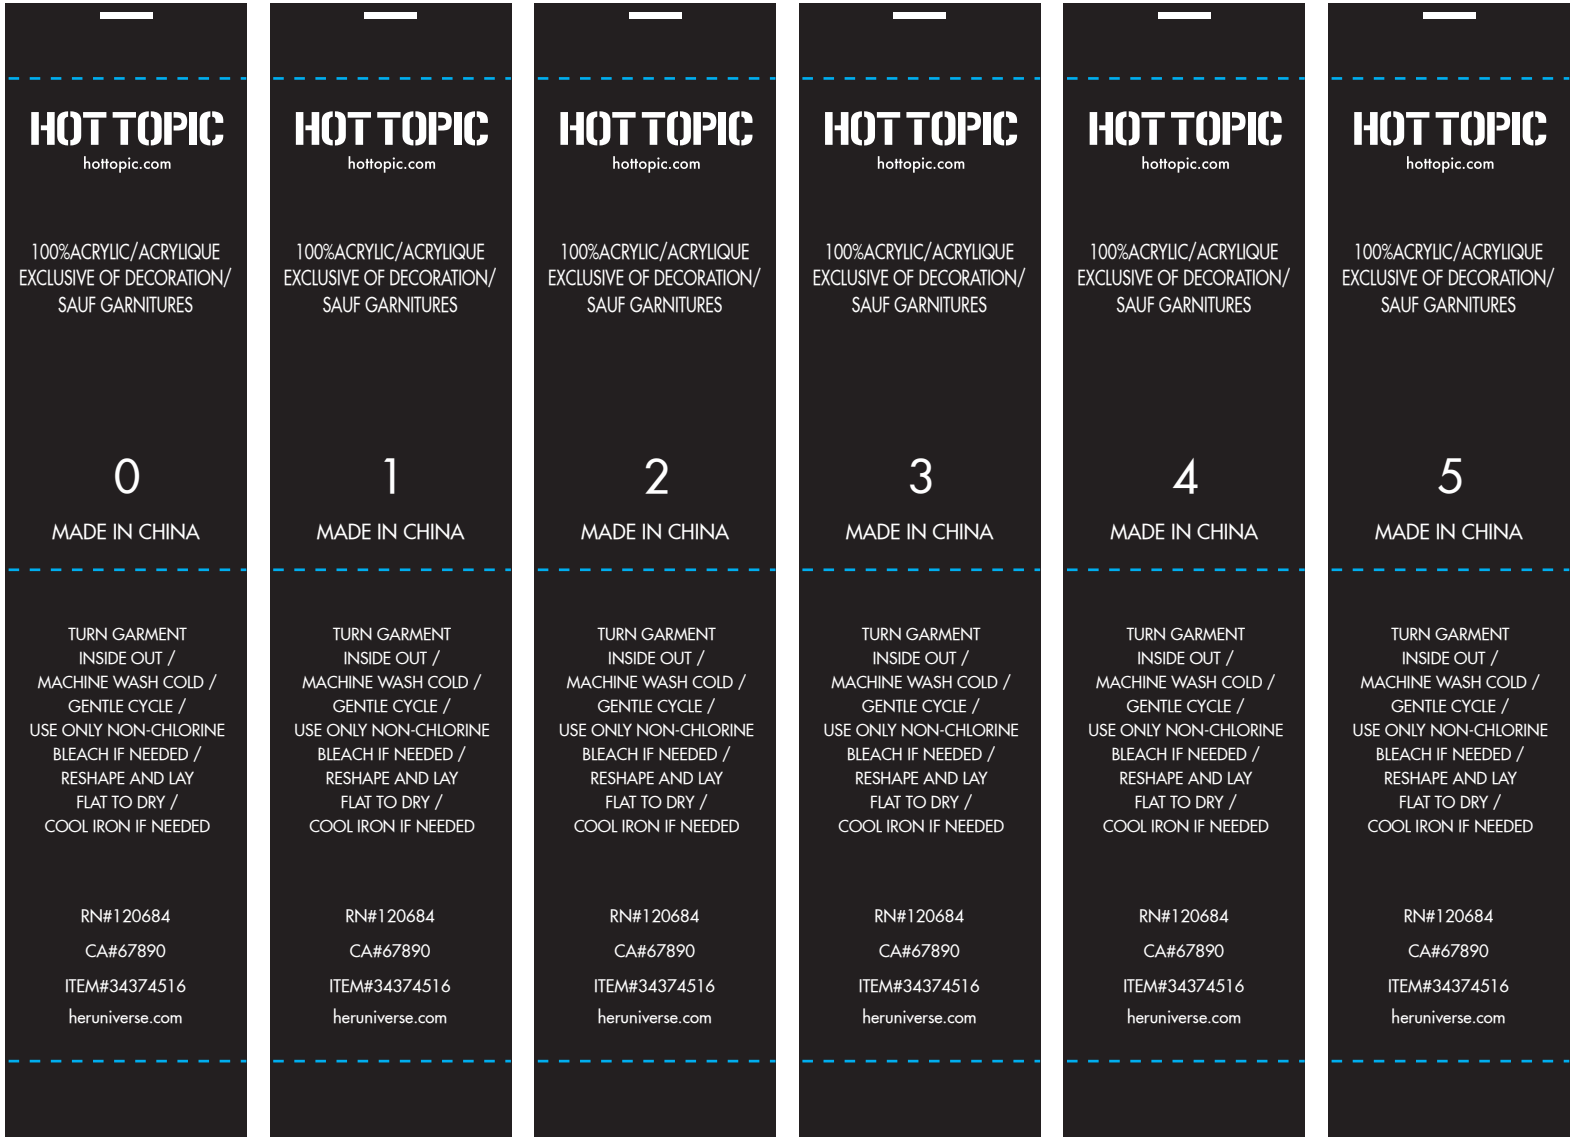 HOT TOPIC
hottopic.com
100%ACRYLIC/ACRYLIQUE
EXCLUSIVE OF DECORATION/
SAUF GARNITURES
0
MADE IN CHINA
TURN GARMENT
INSIDE OUT /
MACHINE WASH COLD /
GENTLE CYCLE /
USE ONLY NON-CHLORINE
BLEACH IF NEEDED /
RESHAPE AND LAY
FLAT TO DRY /
COOL IRON IF NEEDED
RN#120684
CA#67890
ITEM#34374516
heruniverse.com
HOT TOPIC
hottopic.com
100%ACRYLIC/ACRYLIQUE
EXCLUSIVE OF DECORATION/
SAUF GARNITURES
1
MADE IN CHINA
TURN GARMENT
INSIDE OUT /
MACHINE WASH COLD /
GENTLE CYCLE /
USE ONLY NON-CHLORINE
BLEACH IF NEEDED /
RESHAPE AND LAY
FLAT TO DRY /
COOL IRON IF NEEDED
RN#120684
CA#67890
ITEM#34374516
heruniverse.com
HOT TOPIC
hottopic.com
100%ACRYLIC/ACRYLIQUE
EXCLUSIVE OF DECORATION/
SAUF GARNITURES
2
MADE IN CHINA
TURN GARMENT
INSIDE OUT /
MACHINE WASH COLD /
GENTLE CYCLE /
USE ONLY NON-CHLORINE
BLEACH IF NEEDED /
RESHAPE AND LAY
FLAT TO DRY /
COOL IRON IF NEEDED
RN#120684
CA#67890
ITEM#34374516
heruniverse.com
HOT TOPIC
hottopic.com
100%ACRYLIC/ACRYLIQUE
EXCLUSIVE OF DECORATION/
SAUF GARNITURES
3
MADE IN CHINA
TURN GARMENT
INSIDE OUT /
MACHINE WASH COLD /
GENTLE CYCLE /
USE ONLY NON-CHLORINE
BLEACH IF NEEDED /
RESHAPE AND LAY
FLAT TO DRY /
COOL IRON IF NEEDED
RN#120684
CA#67890
ITEM#34374516
heruniverse.com
HOT TOPIC
hottopic.com
100%ACRYLIC/ACRYLIQUE
EXCLUSIVE OF DECORATION/
SAUF GARNITURES
4
MADE IN CHINA
TURN GARMENT
INSIDE OUT /
MACHINE WASH COLD /
GENTLE CYCLE /
USE ONLY NON-CHLORINE
BLEACH IF NEEDED /
RESHAPE AND LAY
FLAT TO DRY /
COOL IRON IF NEEDED
RN#120684
CA#67890
ITEM#34374516
heruniverse.com
HOT TOPIC
hottopic.com
100%ACRYLIC/ACRYLIQUE
EXCLUSIVE OF DECORATION/
SAUF GARNITURES
5
MADE IN CHINA
TURN GARMENT
INSIDE OUT /
MACHINE WASH COLD /
GENTLE CYCLE /
USE ONLY NON-CHLORINE
BLEACH IF NEEDED /
RESHAPE AND LAY
FLAT TO DRY /
COOL IRON IF NEEDED
RN#120684
CA#67890
ITEM#34374516
heruniverse.com